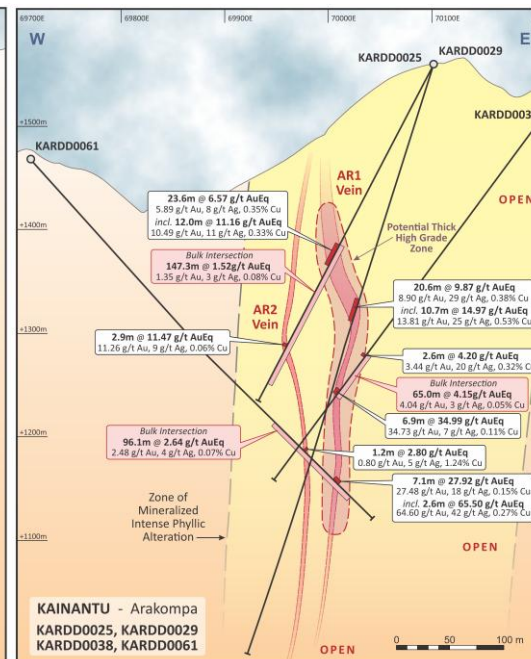 69700E 69800E 69900E 70000E 70100E
W
E
KARDD0029
KARDD0025
KARDD003
KARDD0061
+1500m
+1400m
+1300m
+1200m
+1100m
OPEN
AR1
Vein
23.6m @ 6.57 g/t AuEq
5.89 g/t Au, 8 g/t Ag, 0.35% Cu
incl. 12.0m @ 11.16 g/t AuEq
10.49 g/t Au, 11 g/t Ag, 0.33% Cu
Potential Thick
High Grade
Zone
Bulk Intersection
147.3m @ 1.52g/t AuEq
1.35 g/t Au, 3 g/t Ag, 0.08% Cu
20.6m @ 9.87 g/t AuEq
8.90 g/t Au, 29 g/t Ag, 0.38% Cu
incl. 10.7m @ 14.97 g/t AuEq
13.81 g/t Au, 25 g/t Ag, 0.53% Cu
AR2
Vein
2.9m @ 11.47 g/t AuEq
11.26 g/t Au, 9 g/t Ag, 0.06% Cu
2.6m @ 4.20 g/t AuEq
3.44 g/t Au, 20 g/t Ag, 0.32% Cu
Bulk Intersection
65.0m @ 4.15g/t AuEq
4.04 g/t Au, 3 g/t Ag, 0.05% Cu
6.9m @ 34.99 g/t AuEq
34.73 g/t Au, 7 g/t Ag, 0.11% Cu
Bulk Intersection
96.1m @ 2.64 g/t AuEq
2.48 g/t Au, 4 g/t Ag, 0.07% Cu
1.2m @ 2.80 g/t AuEq
0.80 g/t Au, 5 g/t Ag, 1.24% Cu
7.1m @ 27.92 g/t AuEq
27.48 g/t Au, 18 g/t Ag, 0.15% Cu
incl. 2.6m @ 65.50 g/t AuEq
64.60 g/t Au, 42 g/t Ag, 0.27% Cu
Zone of
Mineralized
Intense Phyllic
Alteration
OPEN
KAINANTU - Arakompa
KARDD0025, KARDD0029
KARDD0038, KARDD0061
OPEN
0 50 100 m